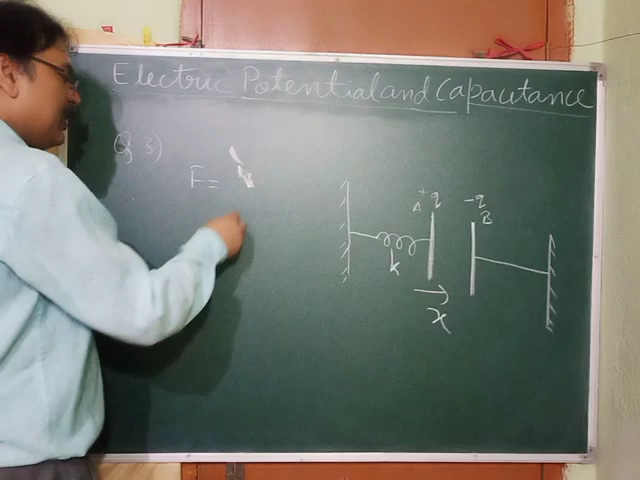 Electric Potential and Capacitance
Q 3)
F =
A +q
-q B
k
x